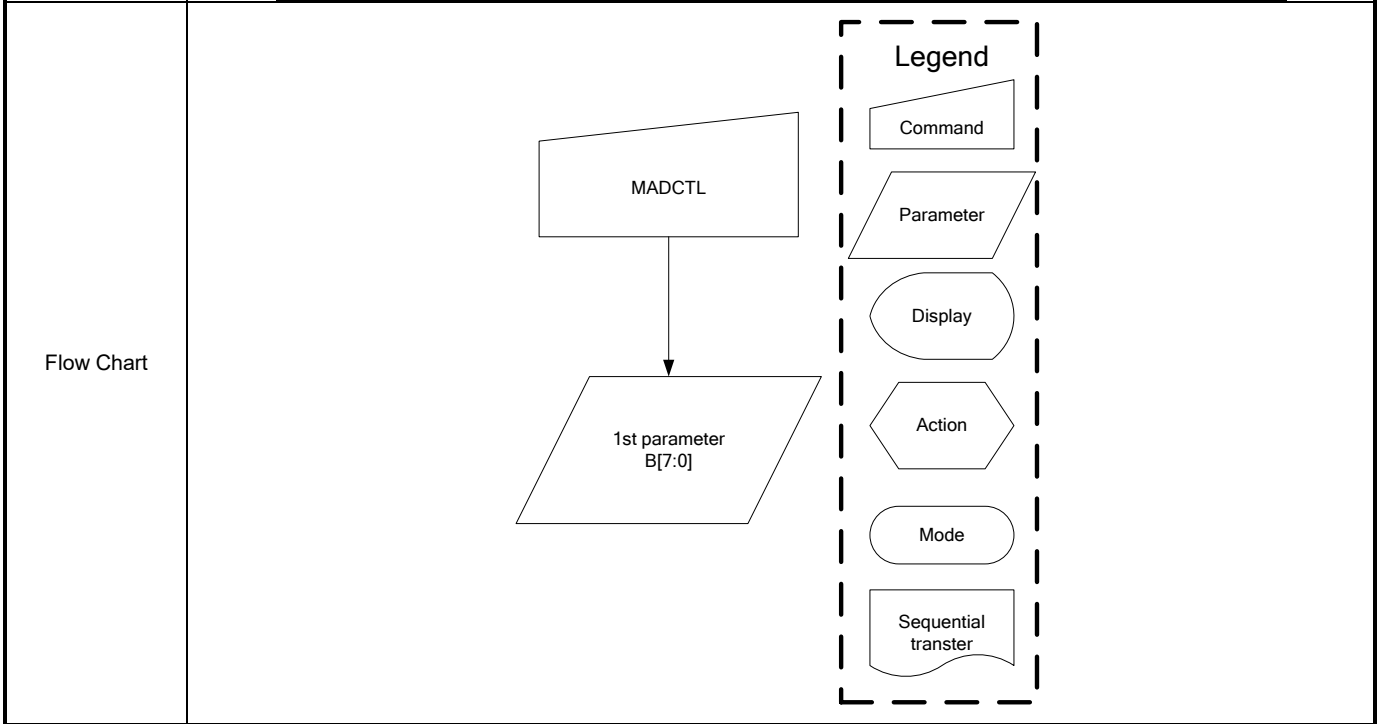 Flow Chart
MADCTL
1st parameter
B[7:0]
Legend
Command
Parameter
Display
Action
Mode
Sequential
transter